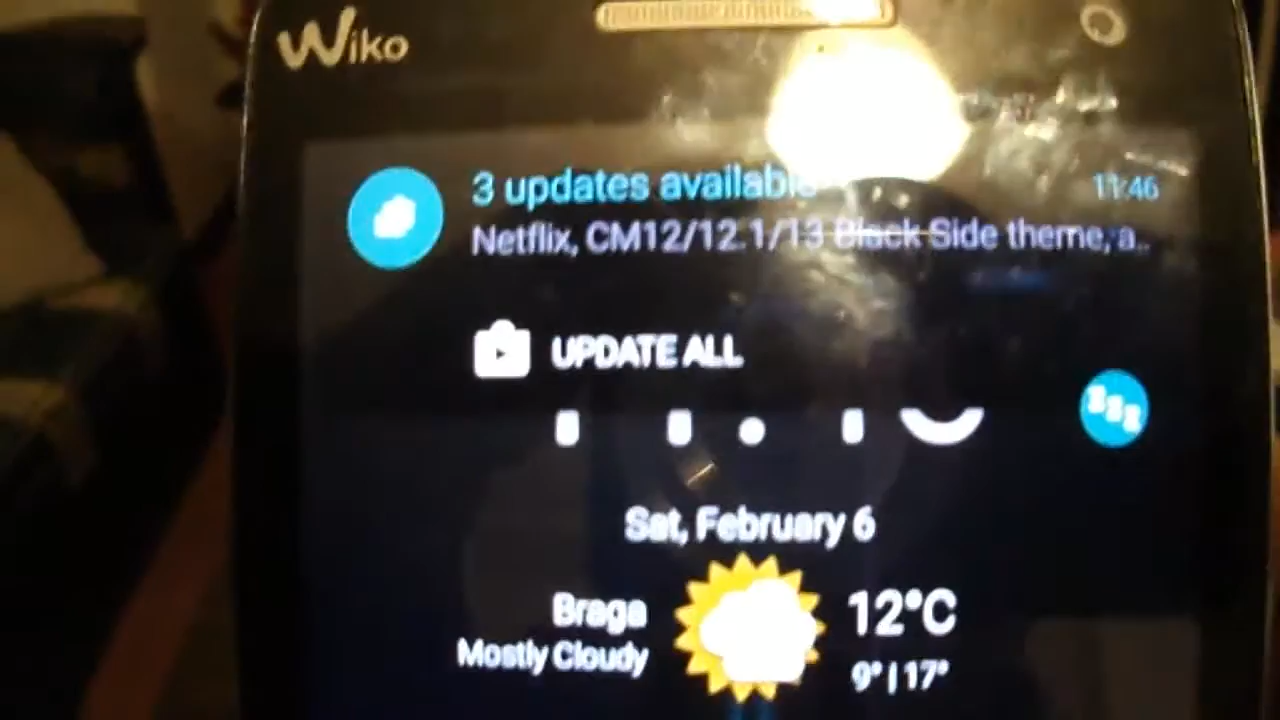 Wiko
3 updates available
11:46
Netflix, CM12/12.1/13 Black Side theme, a..
UPDATE ALL
zzz
Sat, February 6
Braga
Mostly Cloudy
12°C
9° | 17°